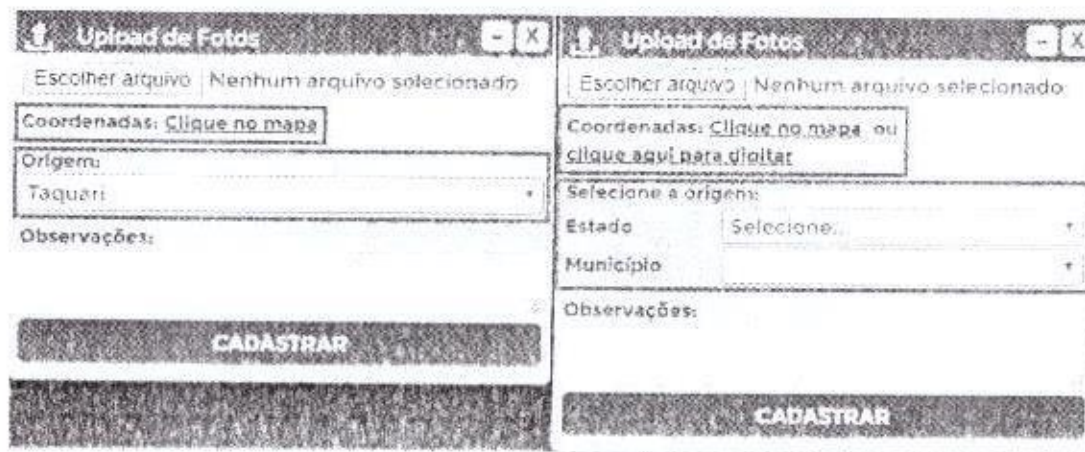 Upload de Fotos - X
Escolher arquivo Nenhum arquivo selecionado
Coordenadas: Clique no mapa
Origem:
Taquari
Observações:
CADASTRAR
Upload de Fotos - X
Escolher arquivo Nenhum arquivo selecionado
Coordenadas: Clique no mapa ou
clique aqui para digitar
Selecione a origem:
Estado Selecione...
Município
Observações:
CADASTRAR